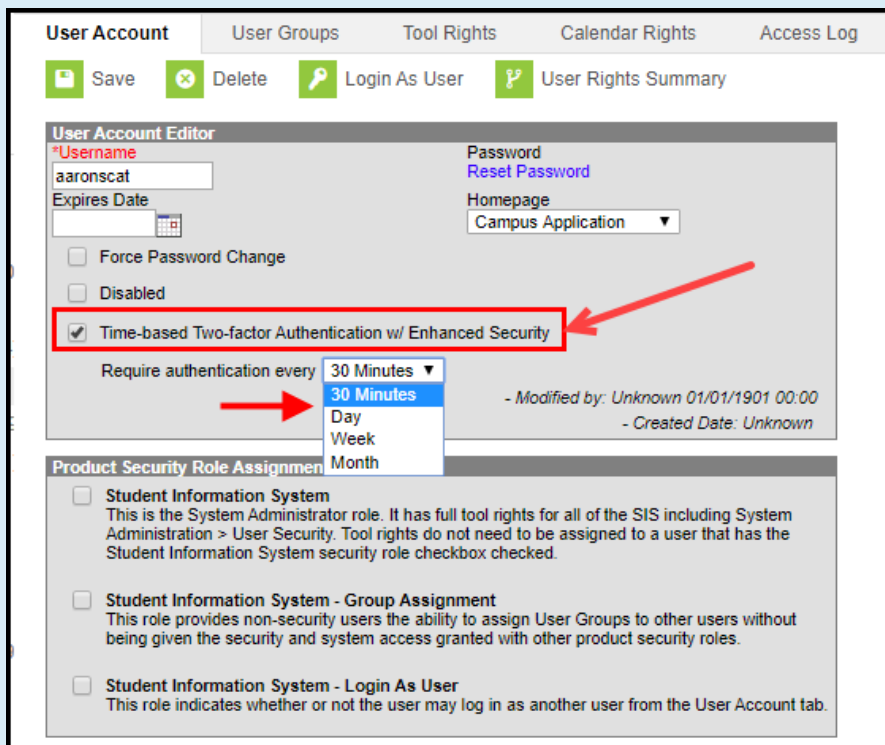 User Account User Groups Tool Rights Calendar Rights Access Log
Save Delete Login As User User Rights Summary
User Account Editor
*Username Password
aaronscat Reset Password
Expires Date Homepage
Campus Application
Force Password Change
Disabled
Time-based Two-factor Authentication w/ Enhanced Security
Require authentication every 30 Minutes
30 Minutes
Day
Week
Month
- Modified by: Unknown 01/01/1901 00:00
- Created Date: Unknown
Product Security Role Assignmen
Student Information System
This is the System Administrator role. It has full tool rights for all of the SIS including System
Administration > User Security. Tool rights do not need to be assigned to a user that has the
Student Information System security role checkbox checked.
Student Information System - Group Assignment
This role provides non-security users the ability to assign User Groups to other users without
being given the security and system access granted with other product security roles.
Student Information System - Login As User
This role indicates whether or not the user may log in as another user from the User Account tab.